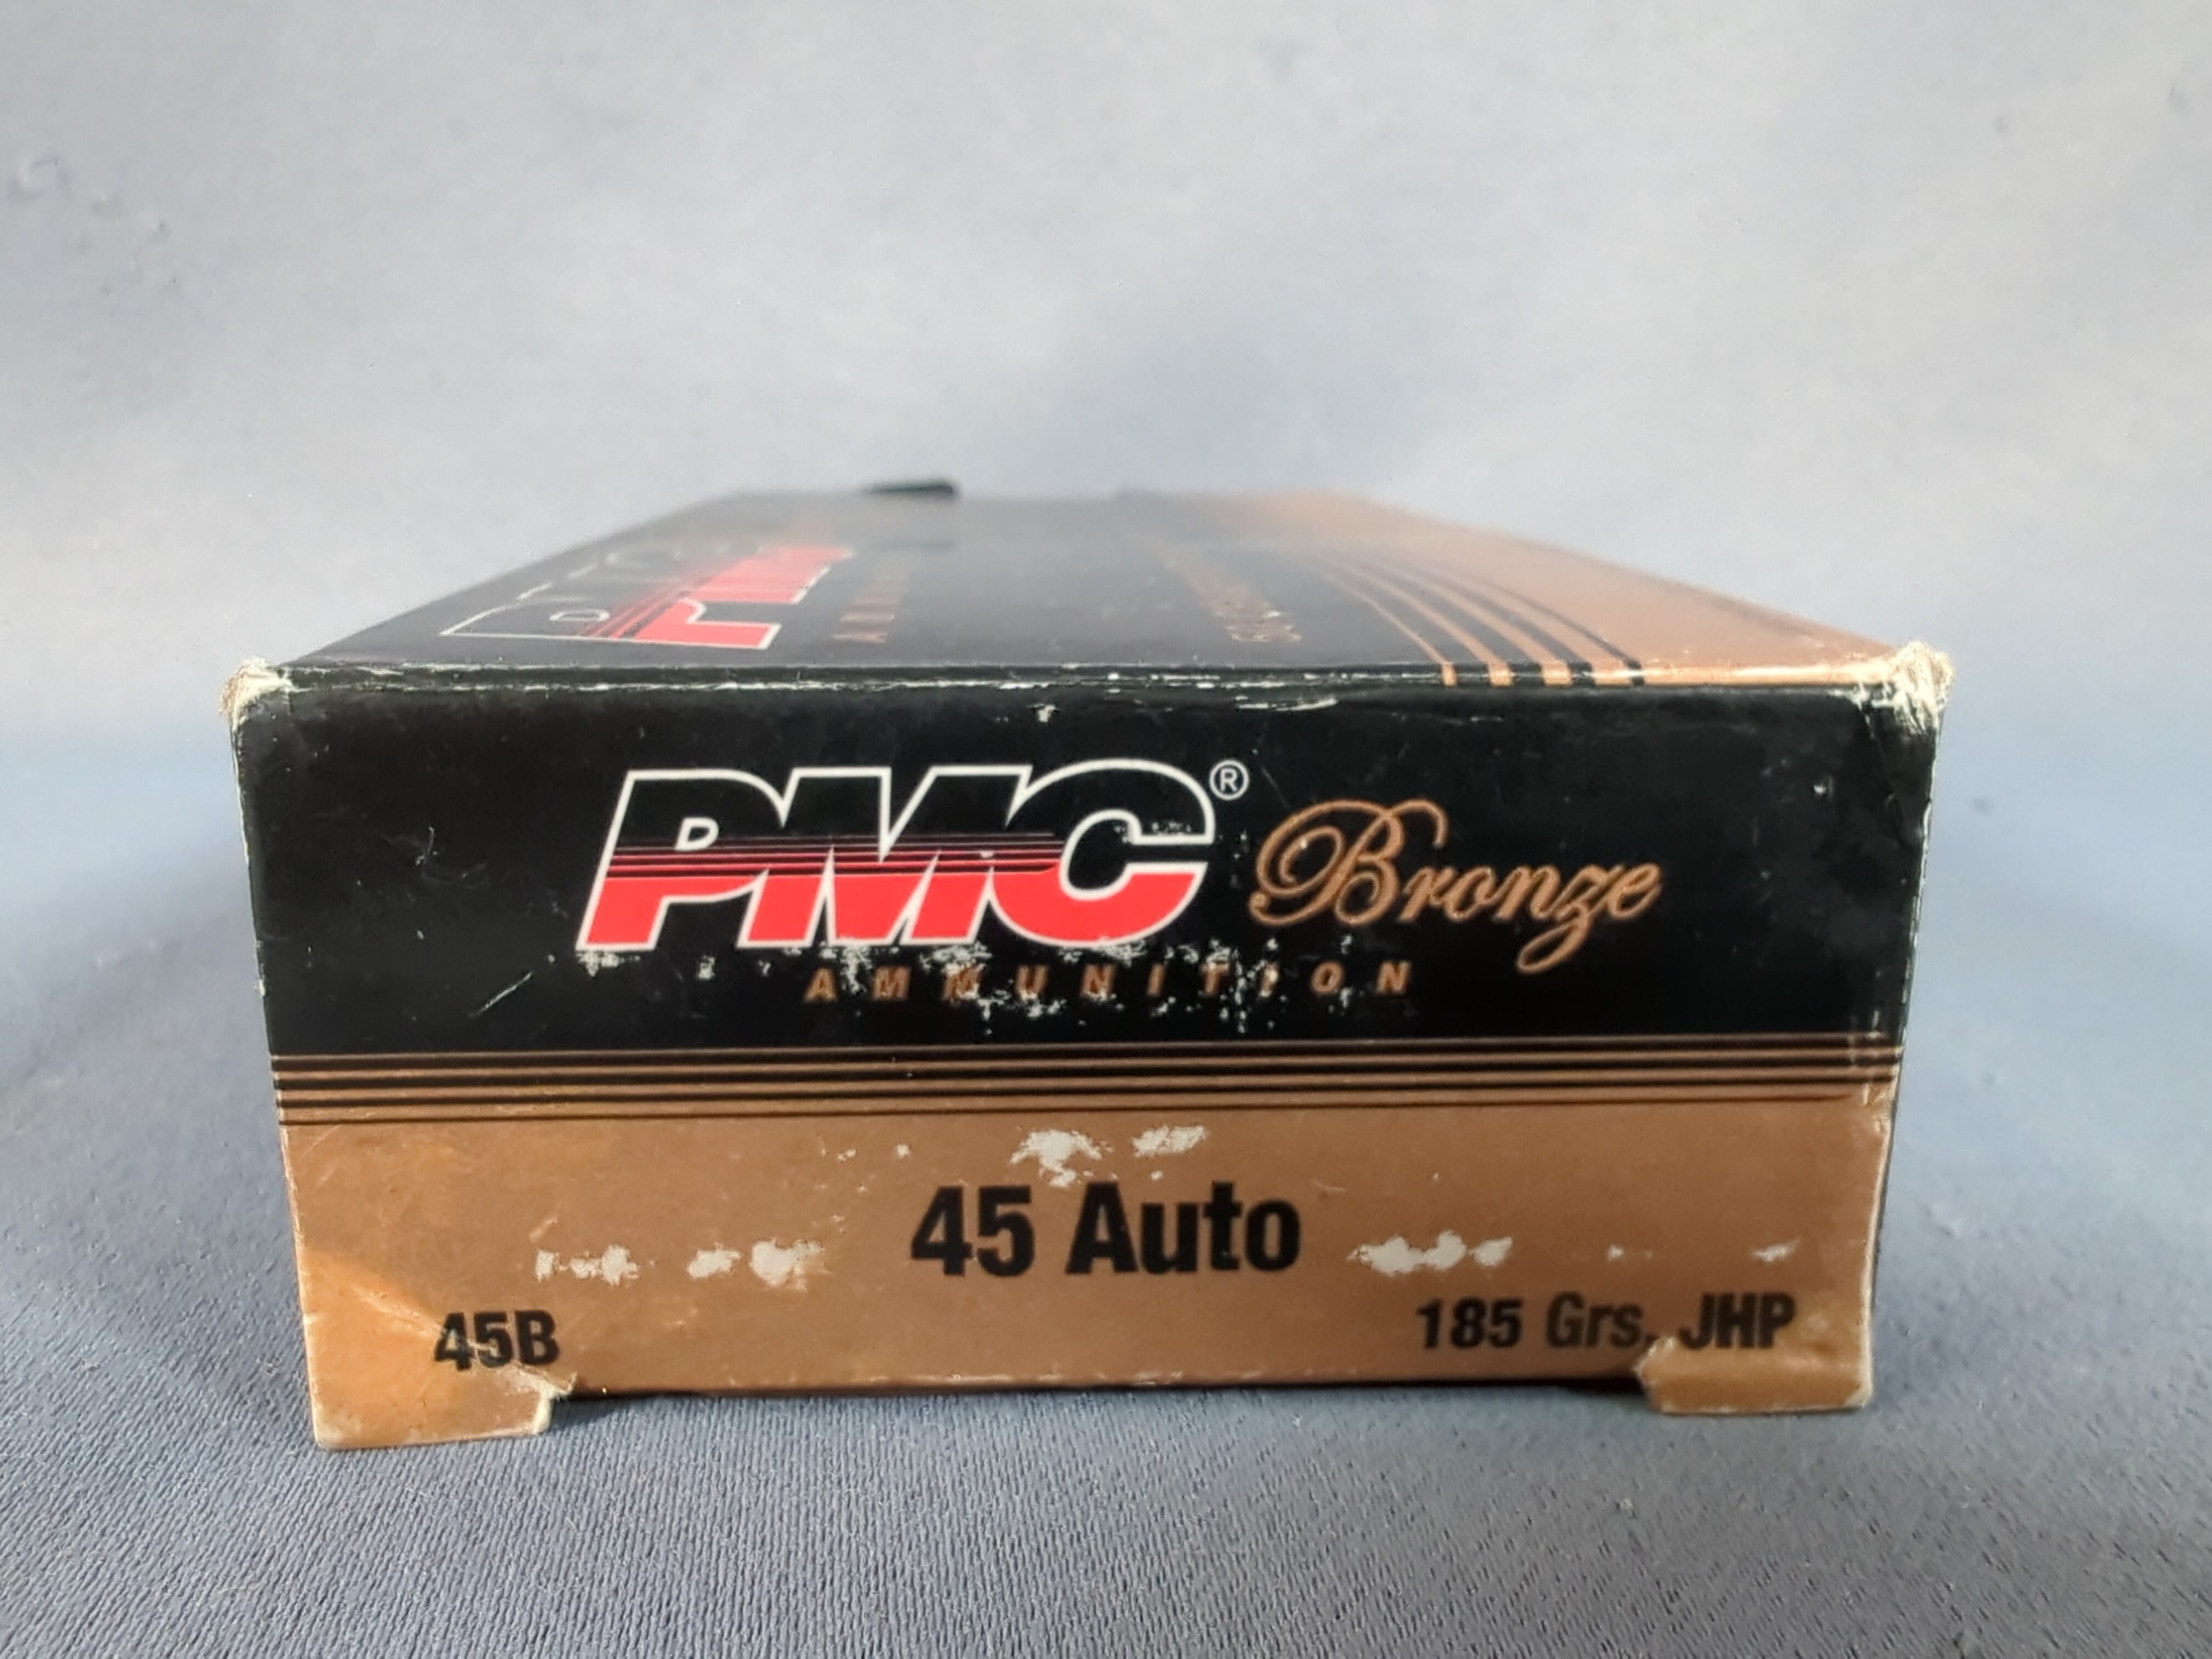 PMC® Bronze
AMMUNITION
45 Auto
45B
185 Grs. JHP